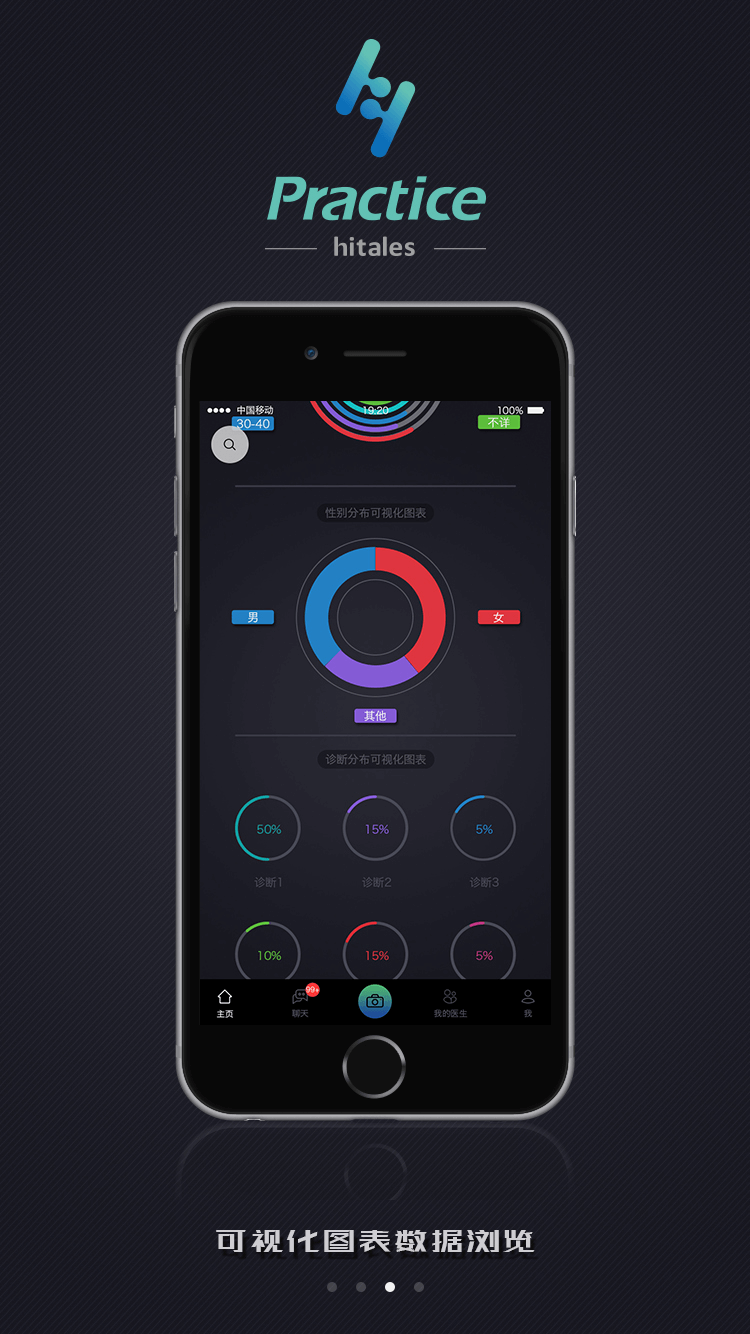 Practice
hitales
中国移动 19:20 100%
30-40 不详
性别分布可视化图表
男 女
其他
诊断分布可视化图表
50% 15% 5%
诊断1 诊断2 诊断3
10% 15% 5%
99+
主页 聊天 我的医生 我
可视化图表数据浏览